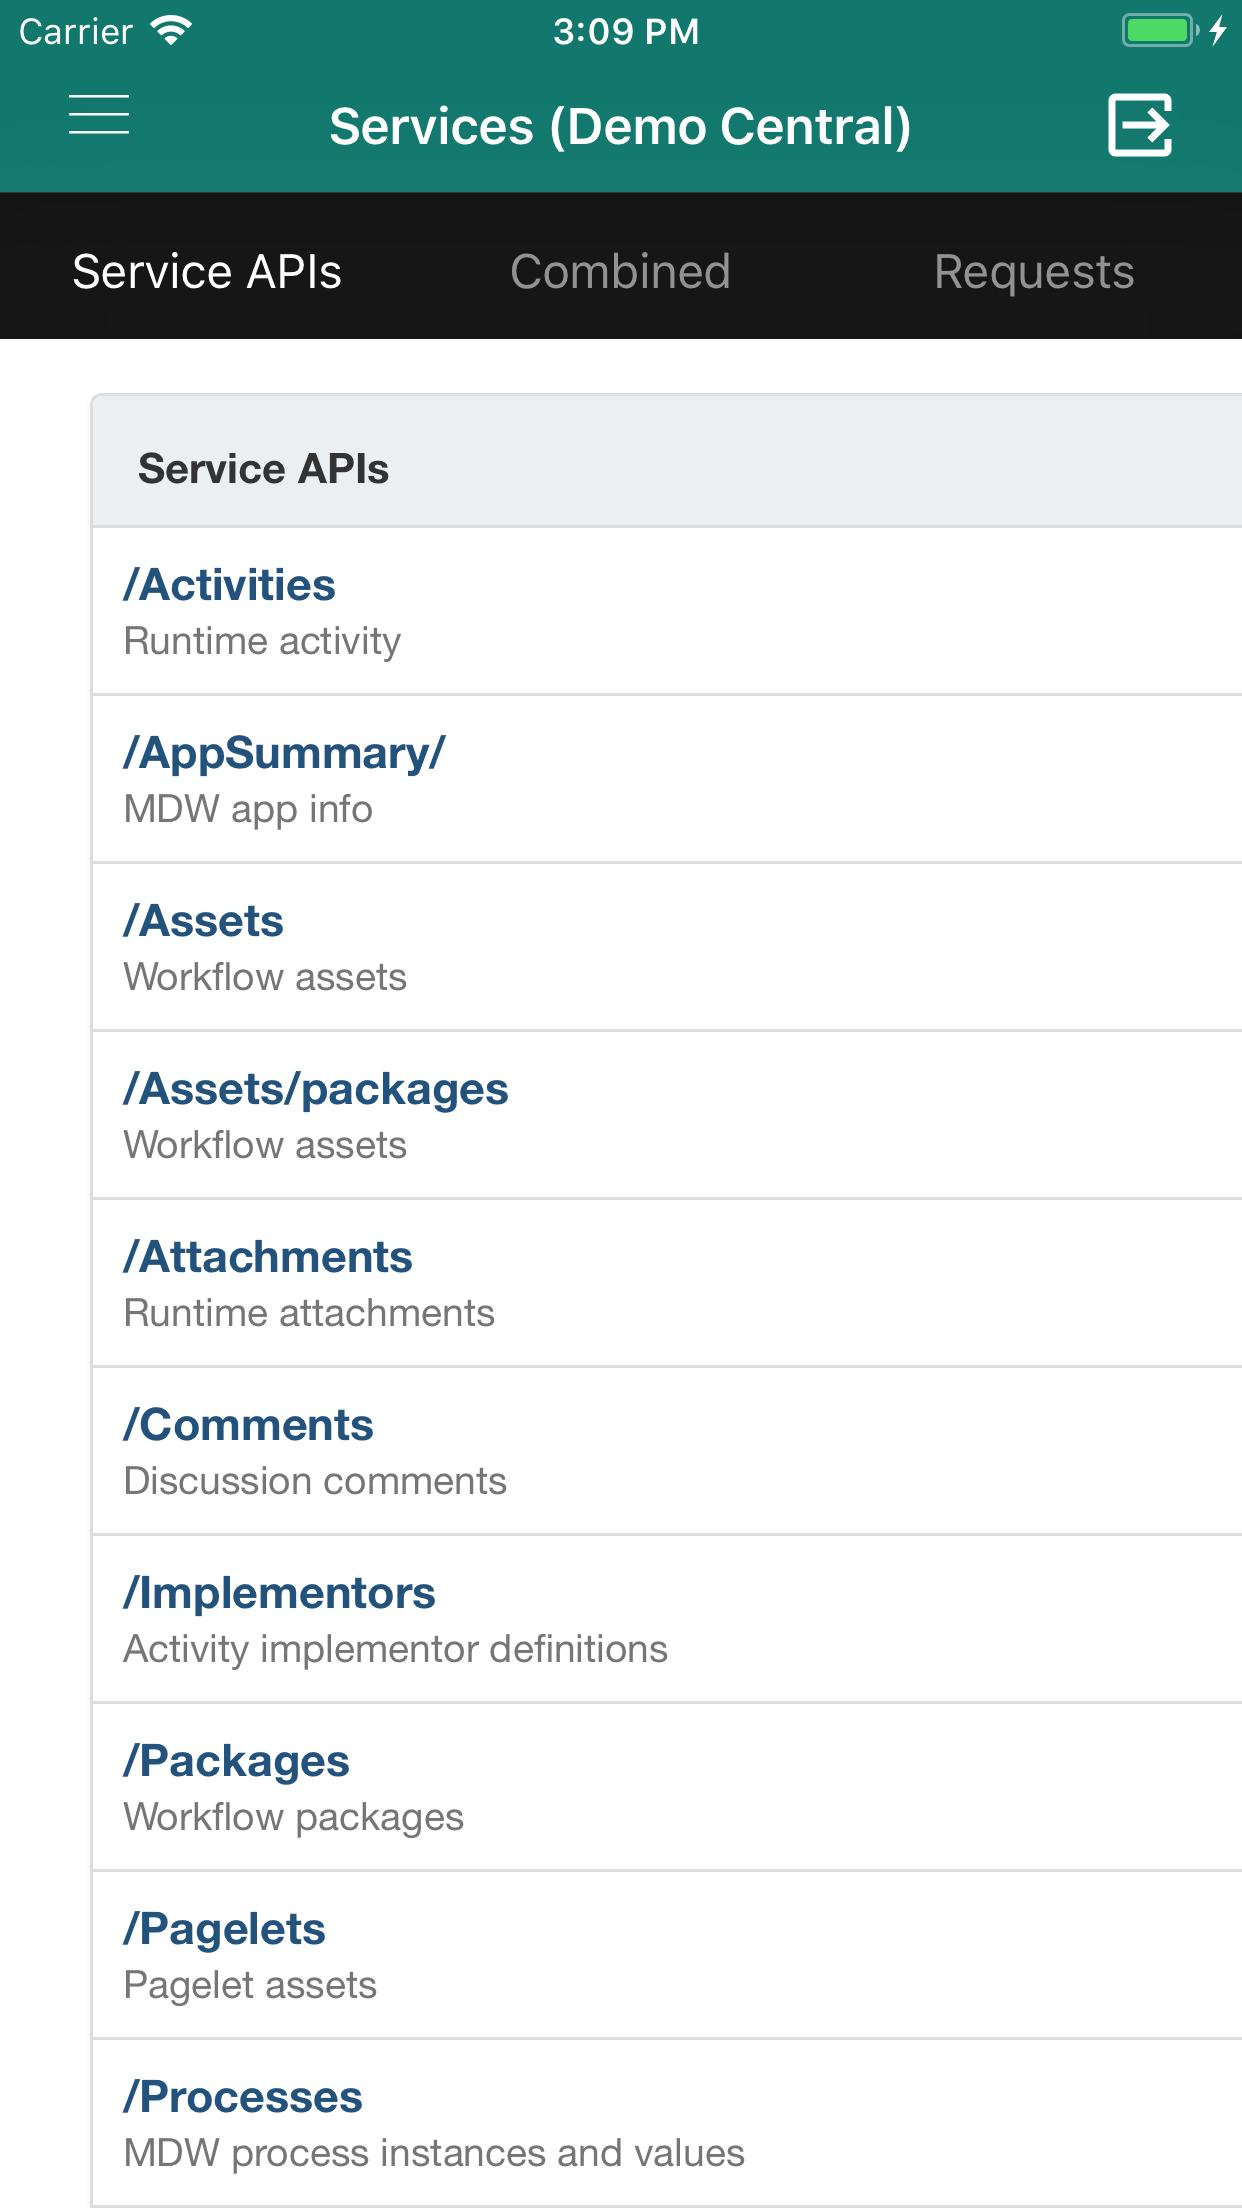 Carrier 3:09 PM
Services (Demo Central)
Service APIs Combined Requests
Service APIs
/Activities
Runtime activity
/AppSummary/
MDW app info
/Assets
Workflow assets
/Assets/packages
Workflow assets
/Attachments
Runtime attachments
/Comments
Discussion comments
/Implementors
Activity implementor definitions
/Packages
Workflow packages
/Pagelets
Pagelet assets
/Processes
MDW process instances and values